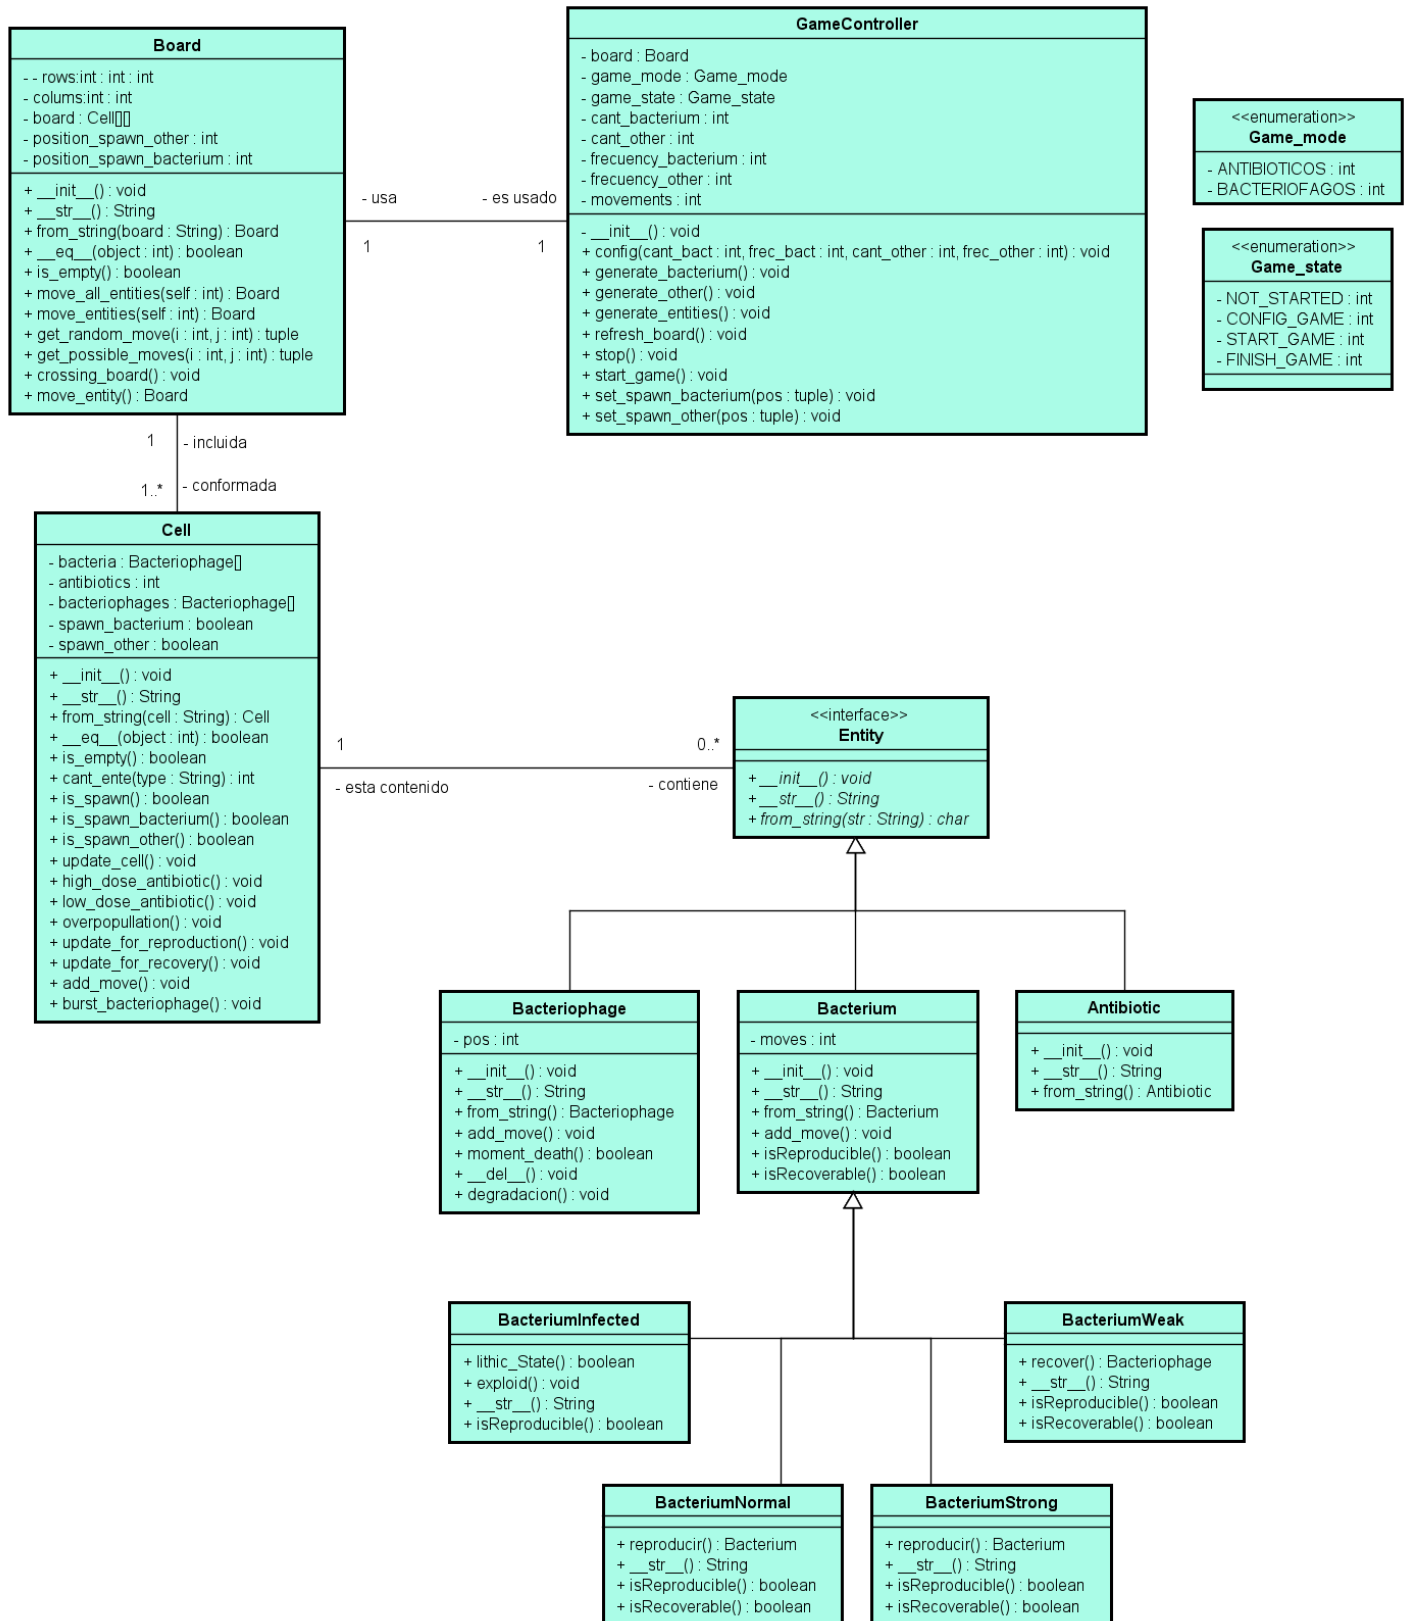 Board
- - rows:int : int : int
- colums:int : int
- board : Cell[][]
- position_spawn_other : int
- position_spawn_bacterium : int
+ __init__() : void
+ __str__() : String
+ from_string(board : String) : Board
+ __eq__(object : int) : boolean
+ is_empty() : boolean
+ move_all_entities(self : int) : Board
+ move_entities(self : int) : Board
+ get_random_move(i : int, j : int) : tuple
+ get_possible_moves(i : int, j : int) : tuple
+ crossing_board() : void
+ move_entity() : Board
- usa
- es usado
1
1
GameController
- board : Board
- game_mode : Game_mode
- game_state : Game_state
- cant_bacterium : int
- cant_other : int
- frecuency_bacterium : int
- frecuency_other : int
- movements : int
- __init__() : void
+ config(cant_bact : int, frec_bact : int, cant_other : int, frec_other : int) : void
+ generate_bacterium() : void
+ generate_other() : void
+ generate_entities() : void
+ refresh_board() : void
+ stop() : void
+ start_game() : void
+ set_spawn_bacterium(pos : tuple) : void
+ set_spawn_other(pos : tuple) : void
<<enumeration>>
Game_mode
- ANTIBIOTICOS : int
- BACTERIOFAGOS : int
<<enumeration>>
Game_state
- NOT_STARTED : int
- CONFIG_GAME : int
- START_GAME : int
- FINISH_GAME : int
1
- incluida
1..*
- conformada
Cell
- bacteria : Bacteriophage[]
- antibiotics : int
- bacteriophages : Bacteriophage[]
- spawn_bacterium : boolean
- spawn_other : boolean
+ __init__() : void
+ __str__() : String
+ from_string(cell : String) : Cell
+ __eq__(object : int) : boolean
+ is_empty() : boolean
+ cant_ente(type : String) : int
+ is_spawn() : boolean
+ is_spawn_bacterium() : boolean
+ is_spawn_other() : boolean
+ update_cell() : void
+ high_dose_antibiotic() : void
+ low_dose_antibiotic() : void
+ overpopullation() : void
+ update_for_reproduction() : void
+ update_for_recovery() : void
+ add_move() : void
+ burst_bacteriophage() : void
1
0..*
- esta contenido
- contiene
<<interface>>
Entity
+ __init__() : void
+ __str__() : String
+ from_string(str : String) : char
Bacteriophage
- pos : int
+ __init__() : void
+ __str__() : String
+ from_string() : Bacteriophage
+ add_move() : void
+ moment_death() : boolean
+ __del__() : void
+ degradacion() : void
Bacterium
- moves : int
+ __init__() : void
+ __str__() : String
+ from_string() : Bacterium
+ add_move() : void
+ isReproducible() : boolean
+ isRecoverable() : boolean
Antibiotic
+ __init__() : void
+ __str__() : String
+ from_string() : Antibiotic
BacteriumInfected
+ lithic_State() : boolean
+ exploid() : void
+ __str__() : String
+ isReproducible() : boolean
BacteriumWeak
+ recover() : Bacteriophage
+ __str__() : String
+ isReproducible() : boolean
+ isRecoverable() : boolean
BacteriumNormal
+ reproducir() : Bacterium
+ __str__() : String
+ isReproducible() : boolean
+ isRecoverable() : boolean
BacteriumStrong
+ reproducir() : Bacterium
+ __str__() : String
+ isReproducible() : boolean
+ isRecoverable() : boolean